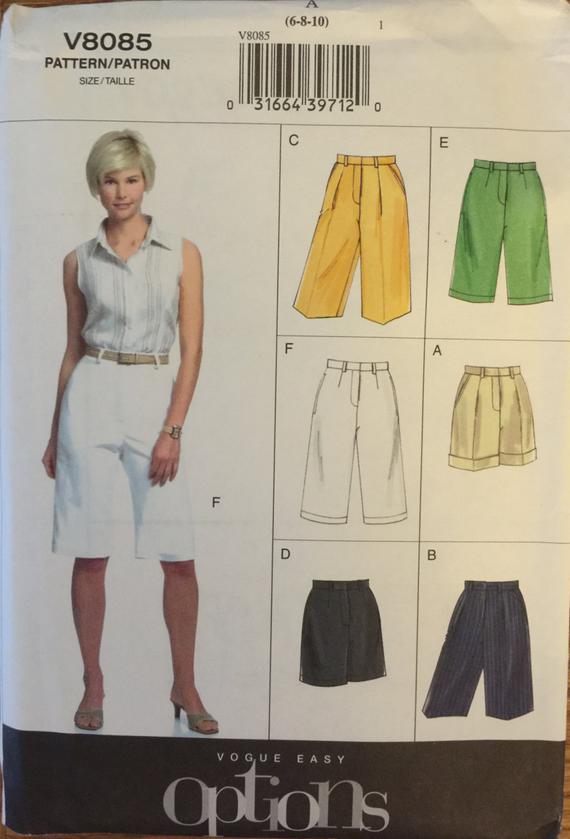 A
(6-8-10)
1
V8085
PATTERN/PATRON
SIZE/TAILLE
V8085
0 31664 39712 0
C
E
F
A
F
D
B
VOGUE EASY
options